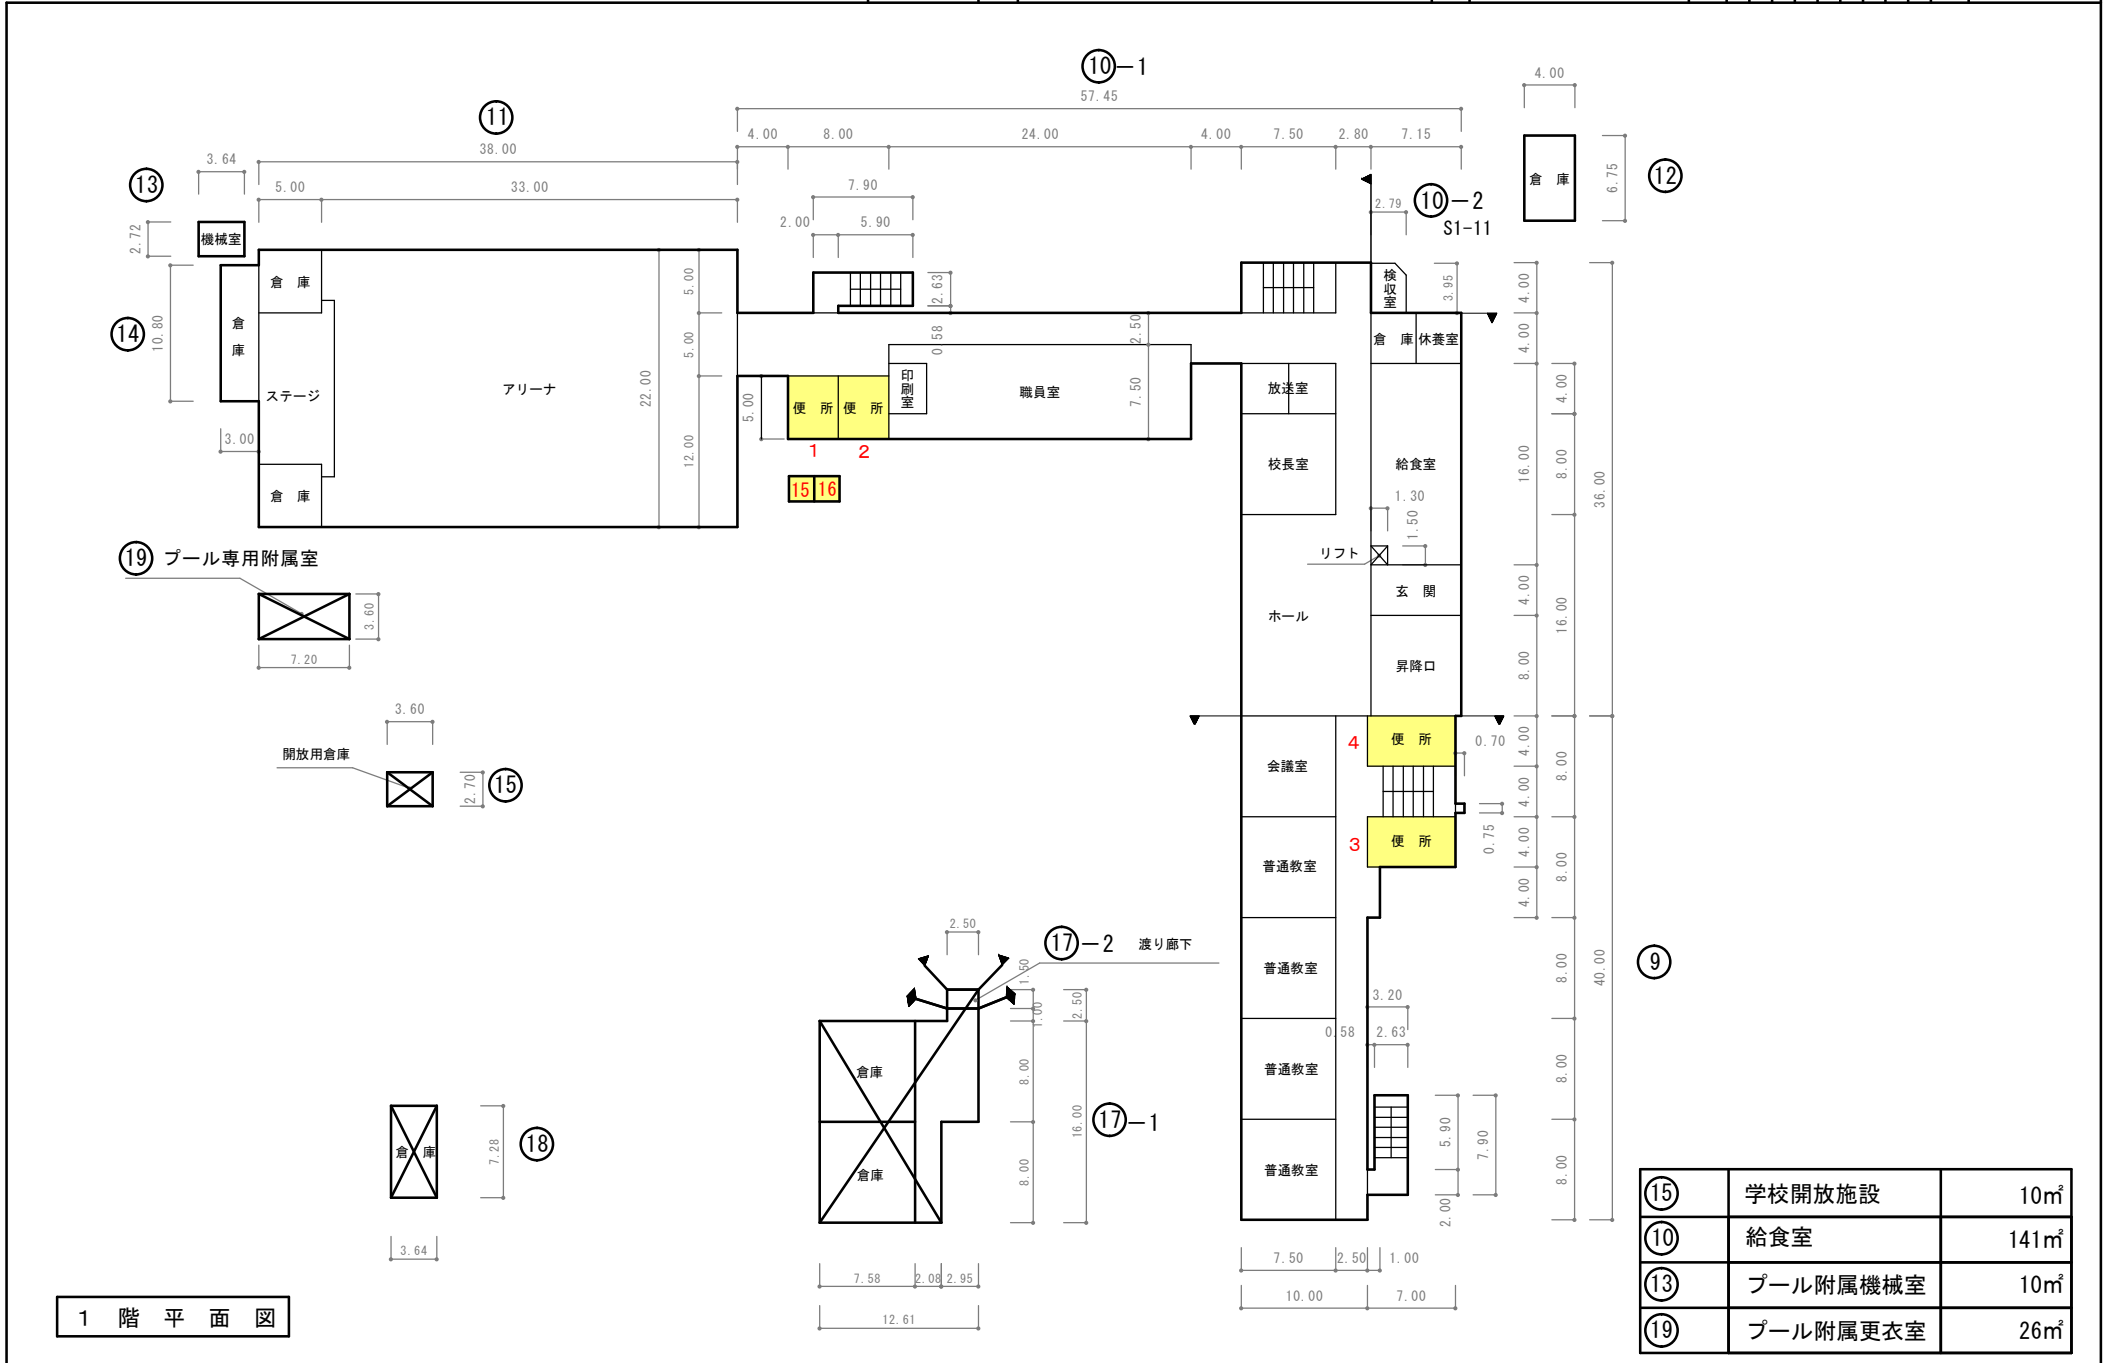 ⑩-1
57.45
4.00 8.00 24.00 4.00 7.50 2.80 7.15
4.00
倉 庫
6.75
⑫
⑪
38.00
5.00 33.00
⑬
3.64
2.72
機械室
7.90
2.00 5.90
2.63
0.58
⑩-2
S1-11
2.79
3.95
検収室
倉 庫
倉 庫
ステージ
倉 庫
アリーナ
⑭
10.80
3.00
5.00
5.00
12.00
22.00
5.00
便 所
便 所
1
2
15
16
印刷室
職員室
2.50
7.50
倉 庫
休養室
放送室
校長室
給食室
1.30
1.50
リフト
玄 関
ホール
昇降口
4.00
4.00
16.00
4.00
8.00
4.00
8.00
16.00
36.00
⑲ プール専用附属室
3.60
7.20
3.60
開放用倉庫
2.70
⑮
4
便 所
0.70
会議室
0.75
3
便 所
普通教室
普通教室
普通教室
普通教室
4.00
4.00
4.00
4.00
8.00
8.00
8.00
8.00
8.00
40.00
⑨
3.20
0.58 2.63
5.90
7.90
2.00
7.50 2.50 1.00
10.00 7.00
2.50
⑰-2 渡り廊下
1.50
1.00
2.50
倉庫
倉庫
8.00
8.00
16.00
⑰-1
7.58 2.08 2.95
12.61
倉 庫
7.28
⑱
3.64
1 階 平 面 図
⑮ 学校開放施設 10㎡
⑩ 給食室 141㎡
⑬ プール附属機械室 10㎡
⑲ プール附属更衣室 26㎡